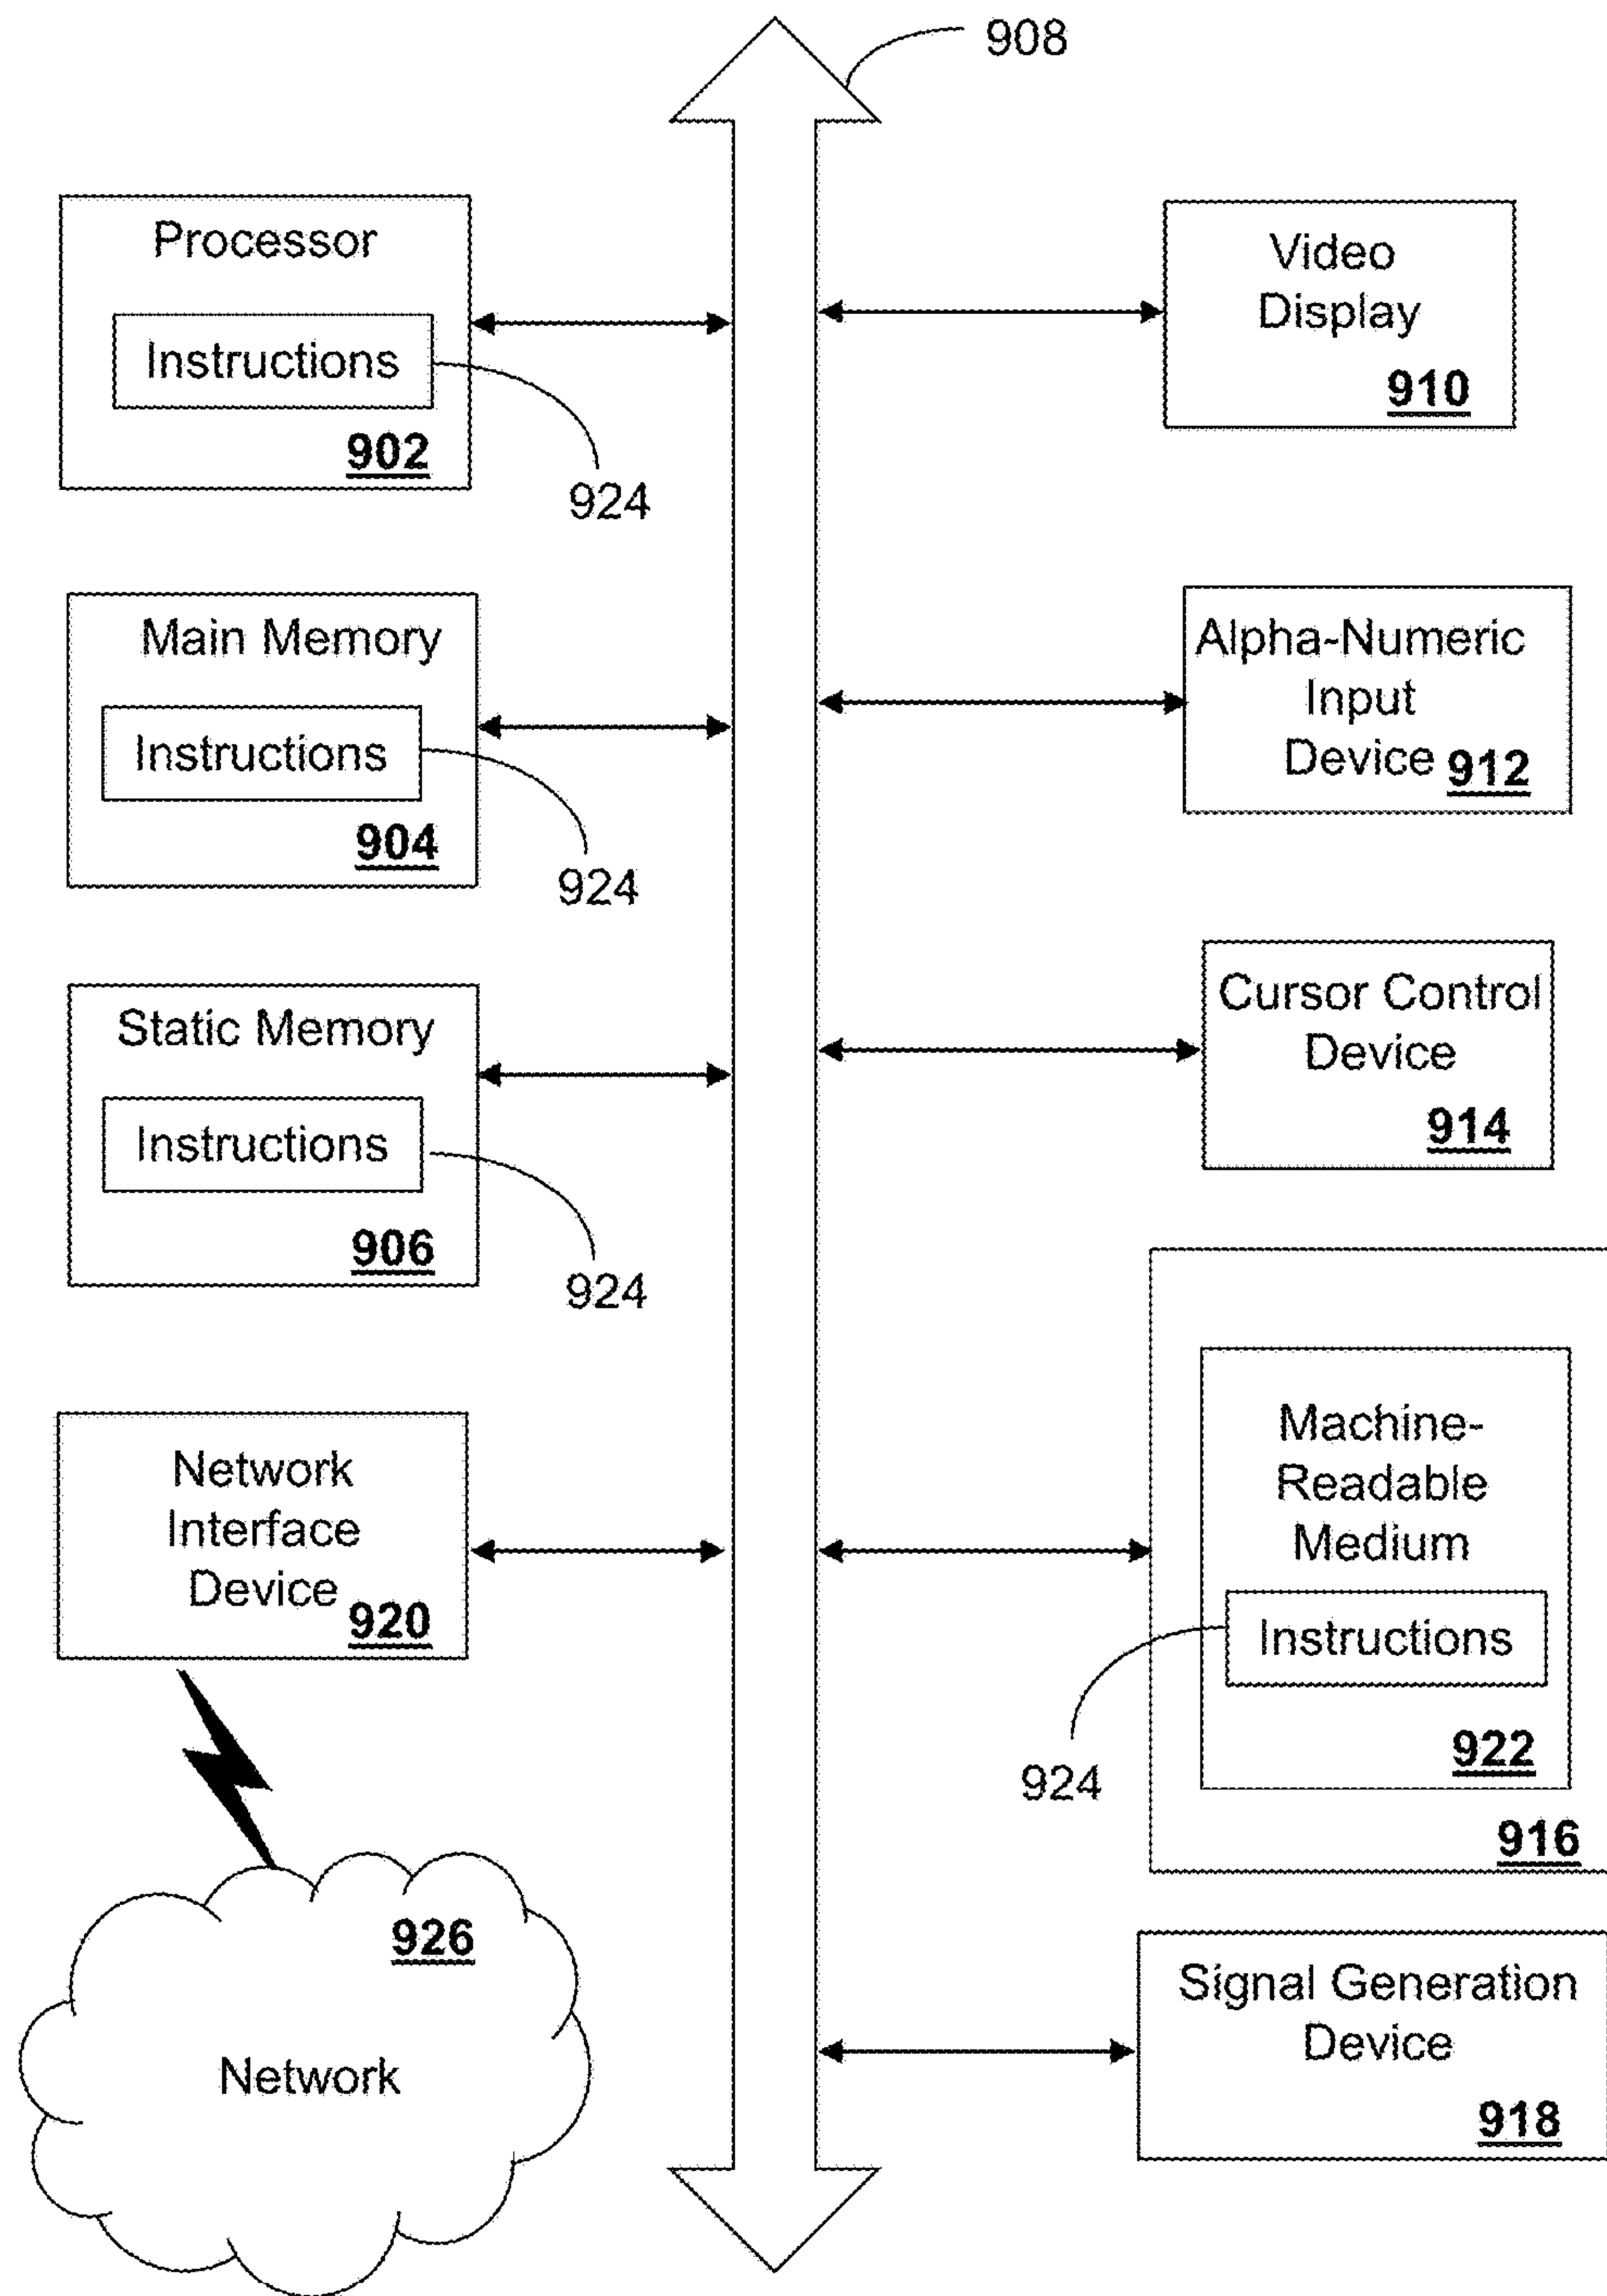 908
Processor
Instructions
902
924
Main Memory
Instructions
904
924
Static Memory
Instructions
906
924
Network
Interface
Device
920
926
Network
Video
Display
910
Alpha-Numeric
Input
Device 912
Cursor Control
Device
914
Machine-
Readable
Medium
Instructions
922
924
916
Signal Generation
Device
918